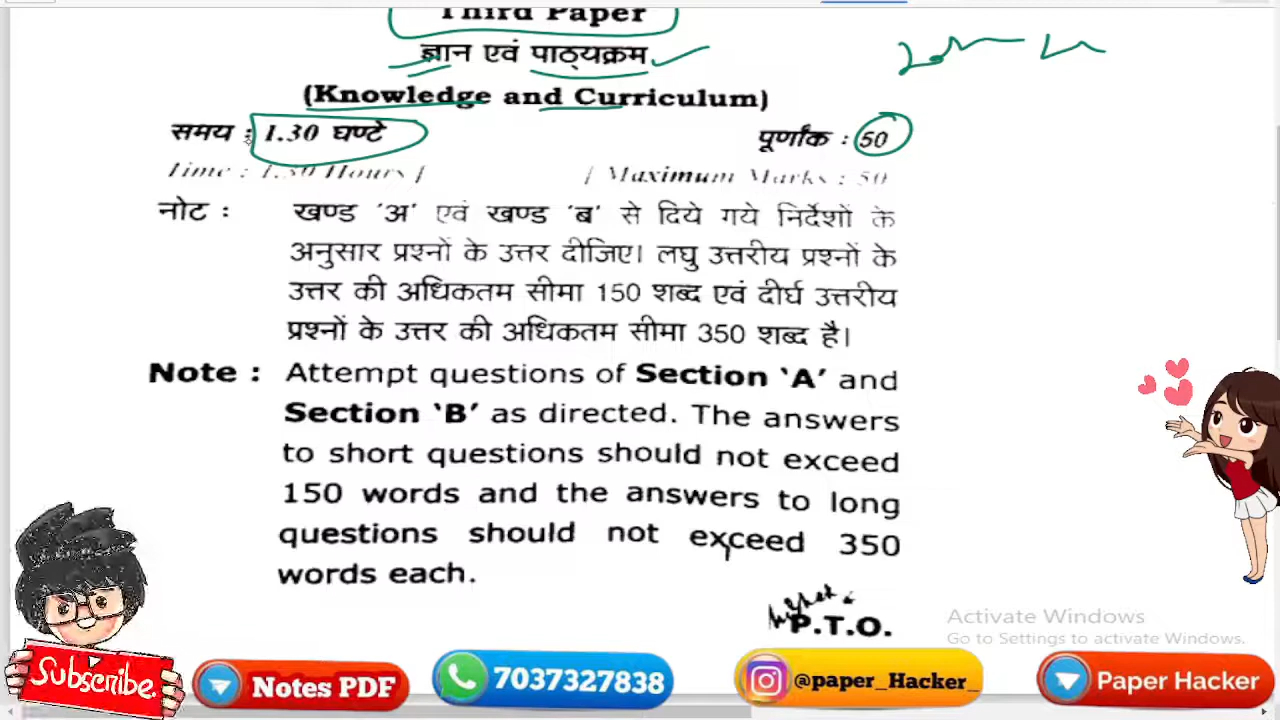 Third Paper
ज्ञान एवं पाठ्यक्रम
(Knowledge and Curriculum)
समय : 1.30 घण्टे पूर्णांक : 50
Time : 1.30 Hours ] [ Maximum Marks : 50
नोट : खण्ड 'अ' एवं खण्ड 'ब' से दिये गये निर्देशों के
अनुसार प्रश्नों के उत्तर दीजिए। लघु उत्तरीय प्रश्नों के
उत्तर की अधिकतम सीमा 150 शब्द एवं दीर्घ उत्तरीय
प्रश्नों के उत्तर की अधिकतम सीमा 350 शब्द है।
Note : Attempt questions of Section 'A' and
Section 'B' as directed. The answers
to short questions should not exceed
150 words and the answers to long
questions should not exceed 350
words each.
P.T.O.
Activate Windows
Go to Settings to activate Windows.
Subscribe.
Notes PDF
7037327838
@paper_Hacker_
Paper Hacker